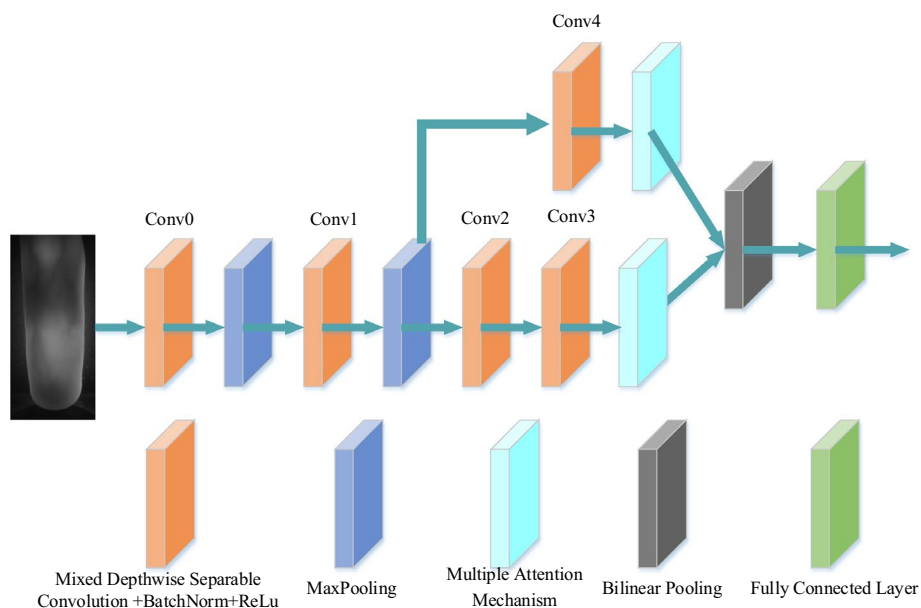 Conv4
Conv0
Conv1
Conv2
Conv3
Mixed Depthwise Separable
Convolution +BatchNorm+ReLu
MaxPooling
Multiple Attention
Mechanism
Bilinear Pooling
Fully Connected Layer